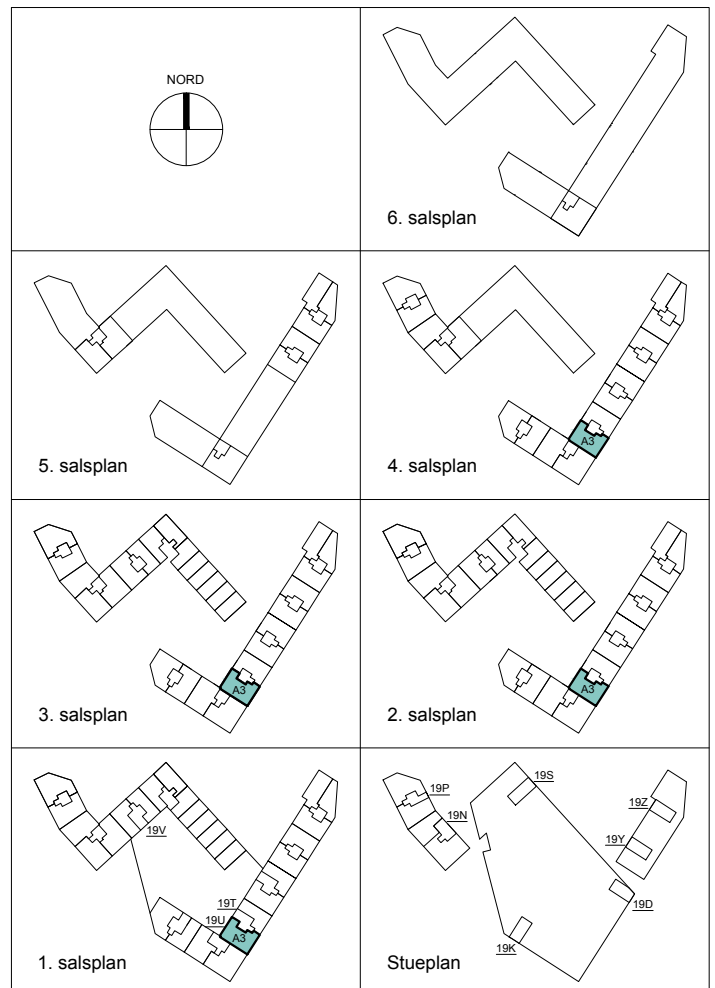 NORD
6. salsplan
5. salsplan
A3
4. salsplan
A3
3. salsplan
A3
2. salsplan
19P
19N
19V
19T
19U
A3
1. salsplan
19S
19Z
19Y
19D
19K
Stueplan